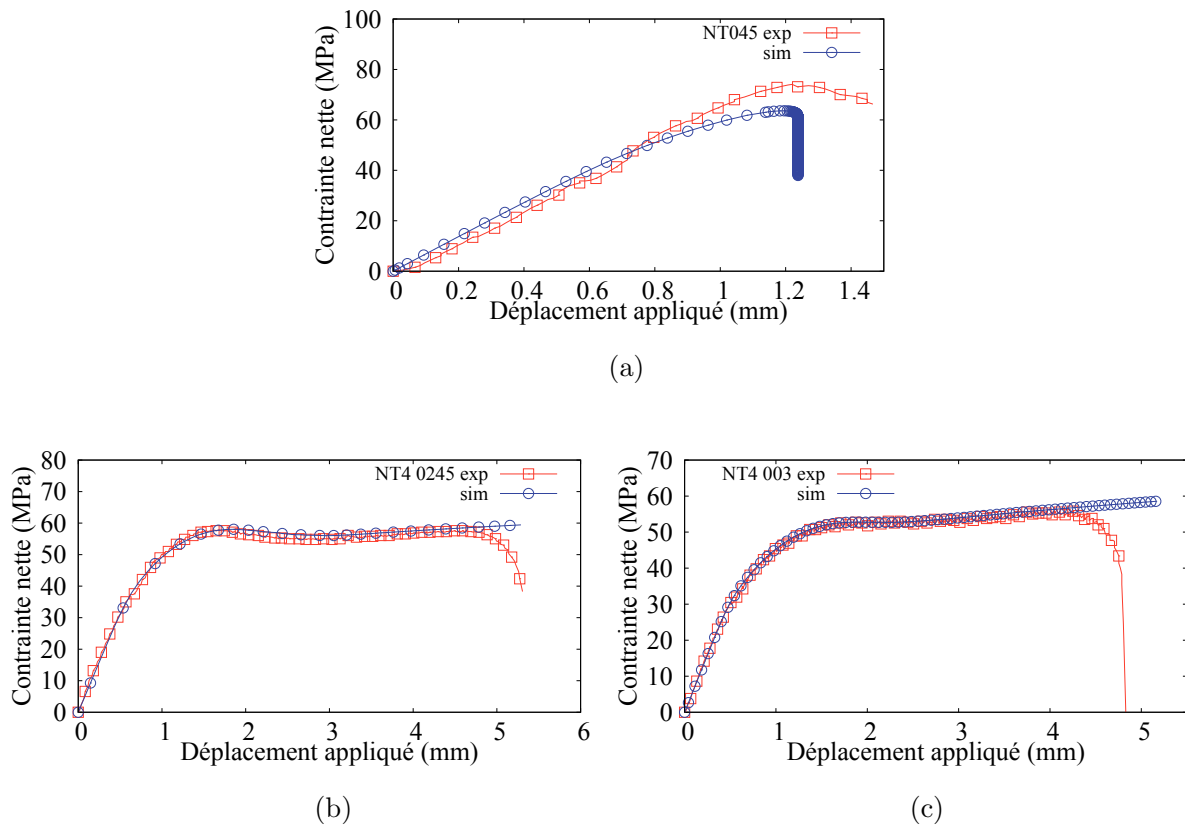 NT045 exp
sim
Contrainte nette (MPa)
100
80
60
40
20
0
0 0.2 0.4 0.6 0.8 1 1.2 1.4
Déplacement appliqué (mm)
(a)
NT4 0245 exp
sim
Contrainte nette (MPa)
80
70
60
50
40
30
20
10
0
0 1 2 3 4 5 6
Déplacement appliqué (mm)
(b)
NT4 003 exp
sim
Contrainte nette (MPa)
70
60
50
40
30
20
10
0
0 1 2 3 4 5
Déplacement appliqué (mm)
(c)